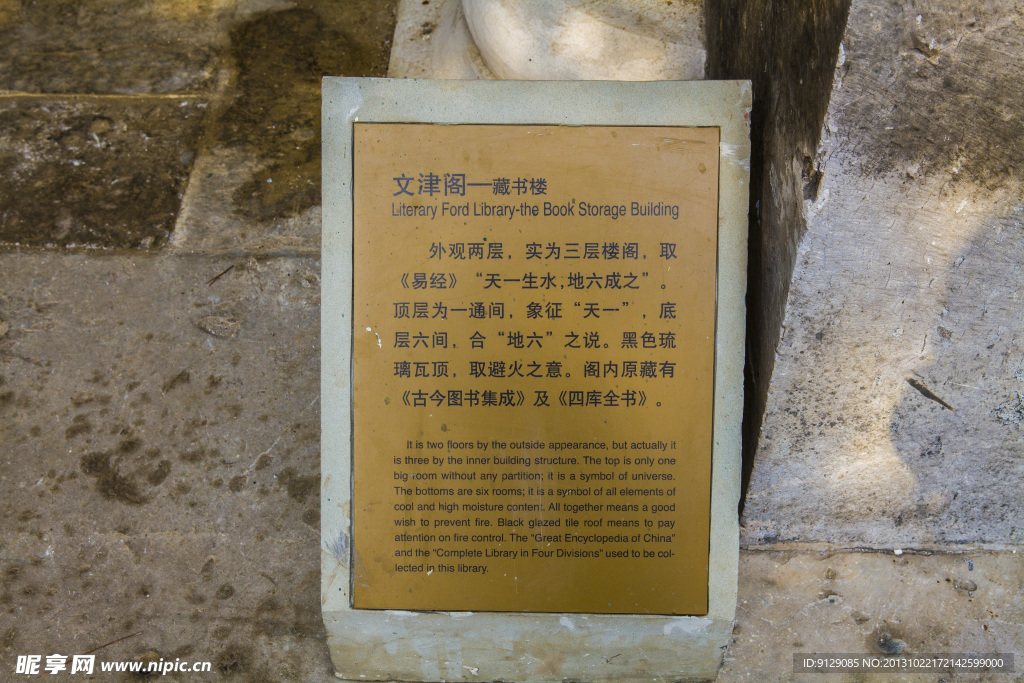 文津阁—藏书楼
Literary Ford Library-the Book Storage Building
外观两层，实为三层楼阁，取
《易经》“天一生水,地六成之”。
顶层为一通间，象征“天一”，底
层六间，合“地六”之说。黑色琉
璃瓦顶，取避火之意。阁内原藏有
《古今图书集成》及《四库全书》。
It is two floors by the outside appearance, but actually it
is three by the inner building structure. The top is only one
big room without any partition; it is a symbol of universe.
The bottoms are six rooms; it is a symbol of all elements of
cool and high moisture content. All together means a good
wish to prevent fire. Black glazed tile roof means to pay
attention on fire control. The "Great Encyclopedia of China"
and the "Complete Library in Four Divisions" used to be col-
lected in this library.
昵享网 www.nipic.cn
ID:9129085 NO:20131022172142599000